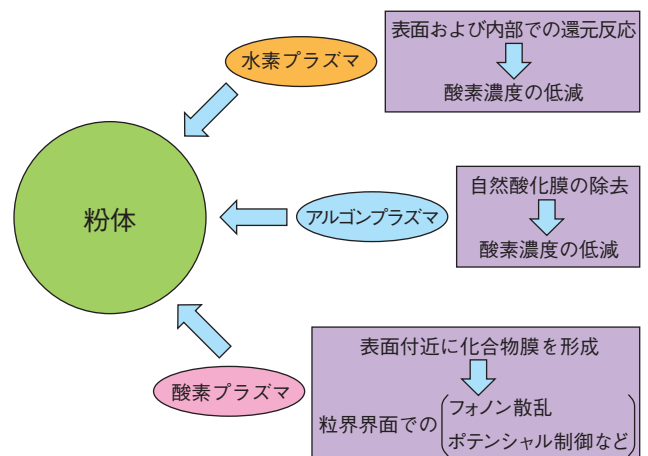 表面および内部での還元反応
水素プラズマ
酸素濃度の低減
粉体
自然酸化膜の除去
アルゴンプラズマ
酸素濃度の低減
表面付近に化合物膜を形成
酸素プラズマ
粒界界面での
フォノン散乱
ポテンシャル制御など